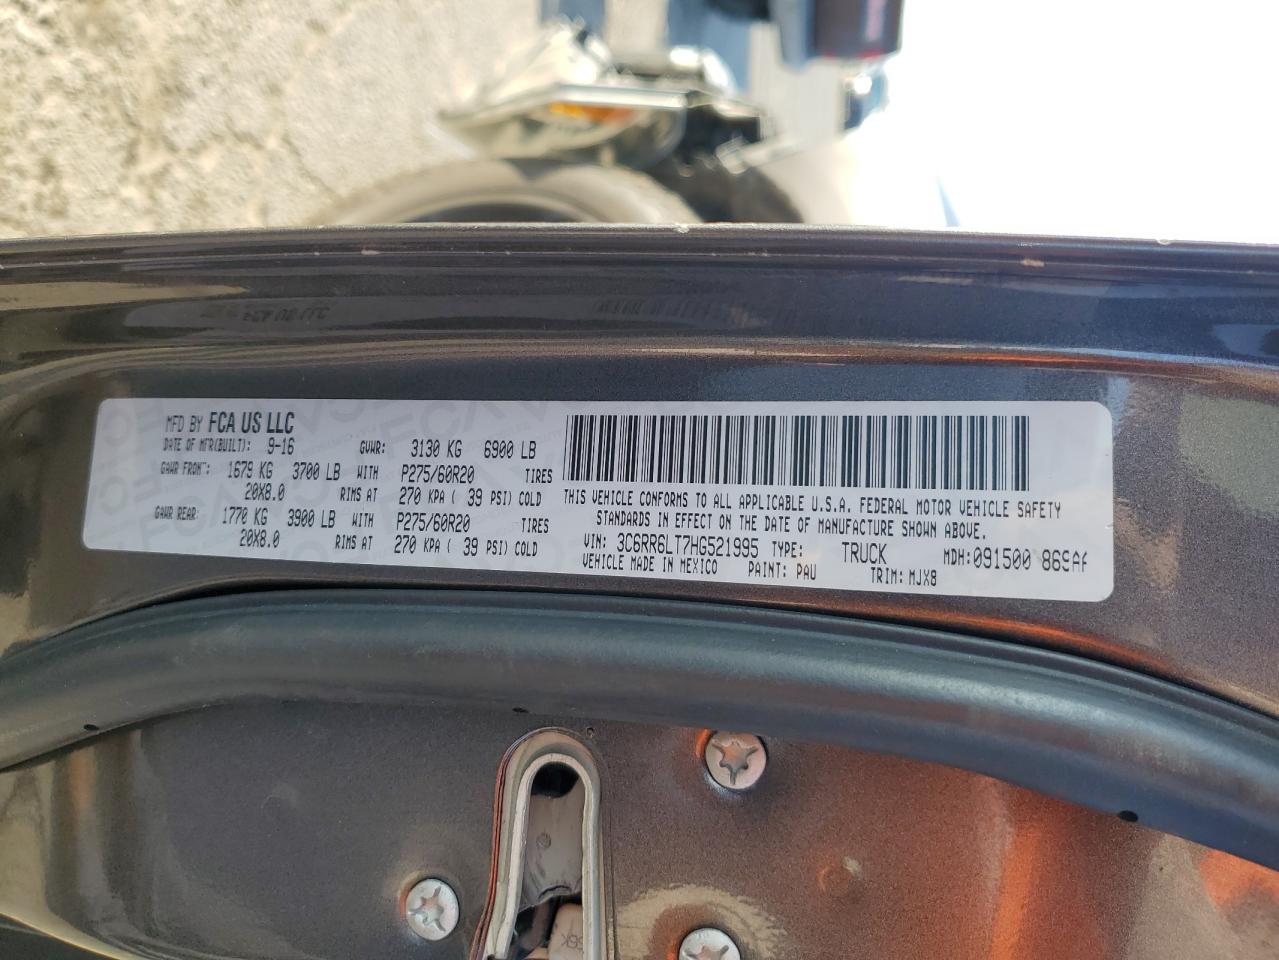 MFD BY FCA US LLC
DATE OF MFR(BUILT): 9-16 GVWR: 3130 KG 6900 LB
GAWR FRONT: 1679 KG 3700 LB WITH P275/60R20 TIRES
20X8.0 RIMS AT 270 KPA ( 39 PSI) COLD
GAWR REAR: 1770 KG 3900 LB WITH P275/60R20 TIRES
20X8.0 RIMS AT 270 KPA ( 39 PSI) COLD
THIS VEHICLE CONFORMS TO ALL APPLICABLE U.S.A. FEDERAL MOTOR VEHICLE SAFETY
STANDARDS IN EFFECT ON THE DATE OF MANUFACTURE SHOWN ABOVE.
VIN: 3C6RR6LT7HG521995 TYPE: TRUCK MDH:091500
VEHICLE MADE IN MEXICO PAINT: PAU TRIM: MJX8